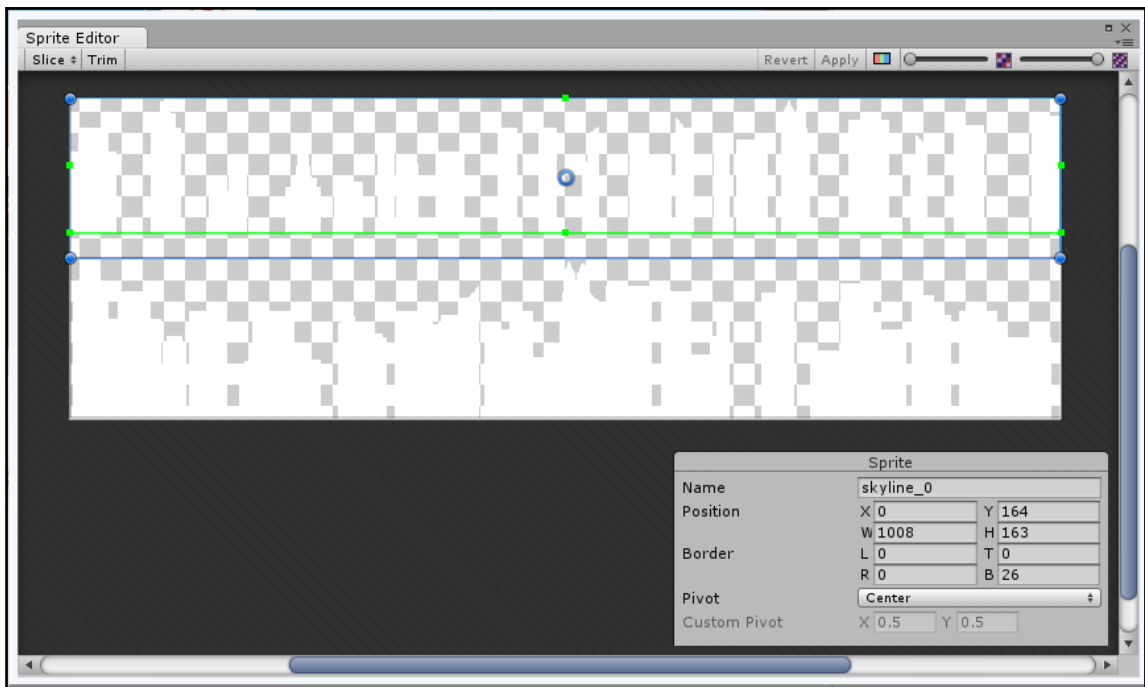 Sprite Editor
Slice Trim Revert Apply
Sprite
Name skyline_0
Position X 0 Y 164
W 1008 H 163
Border L 0 T 0
R 0 B 26
Pivot Center
Custom Pivot X 0.5 Y 0.5